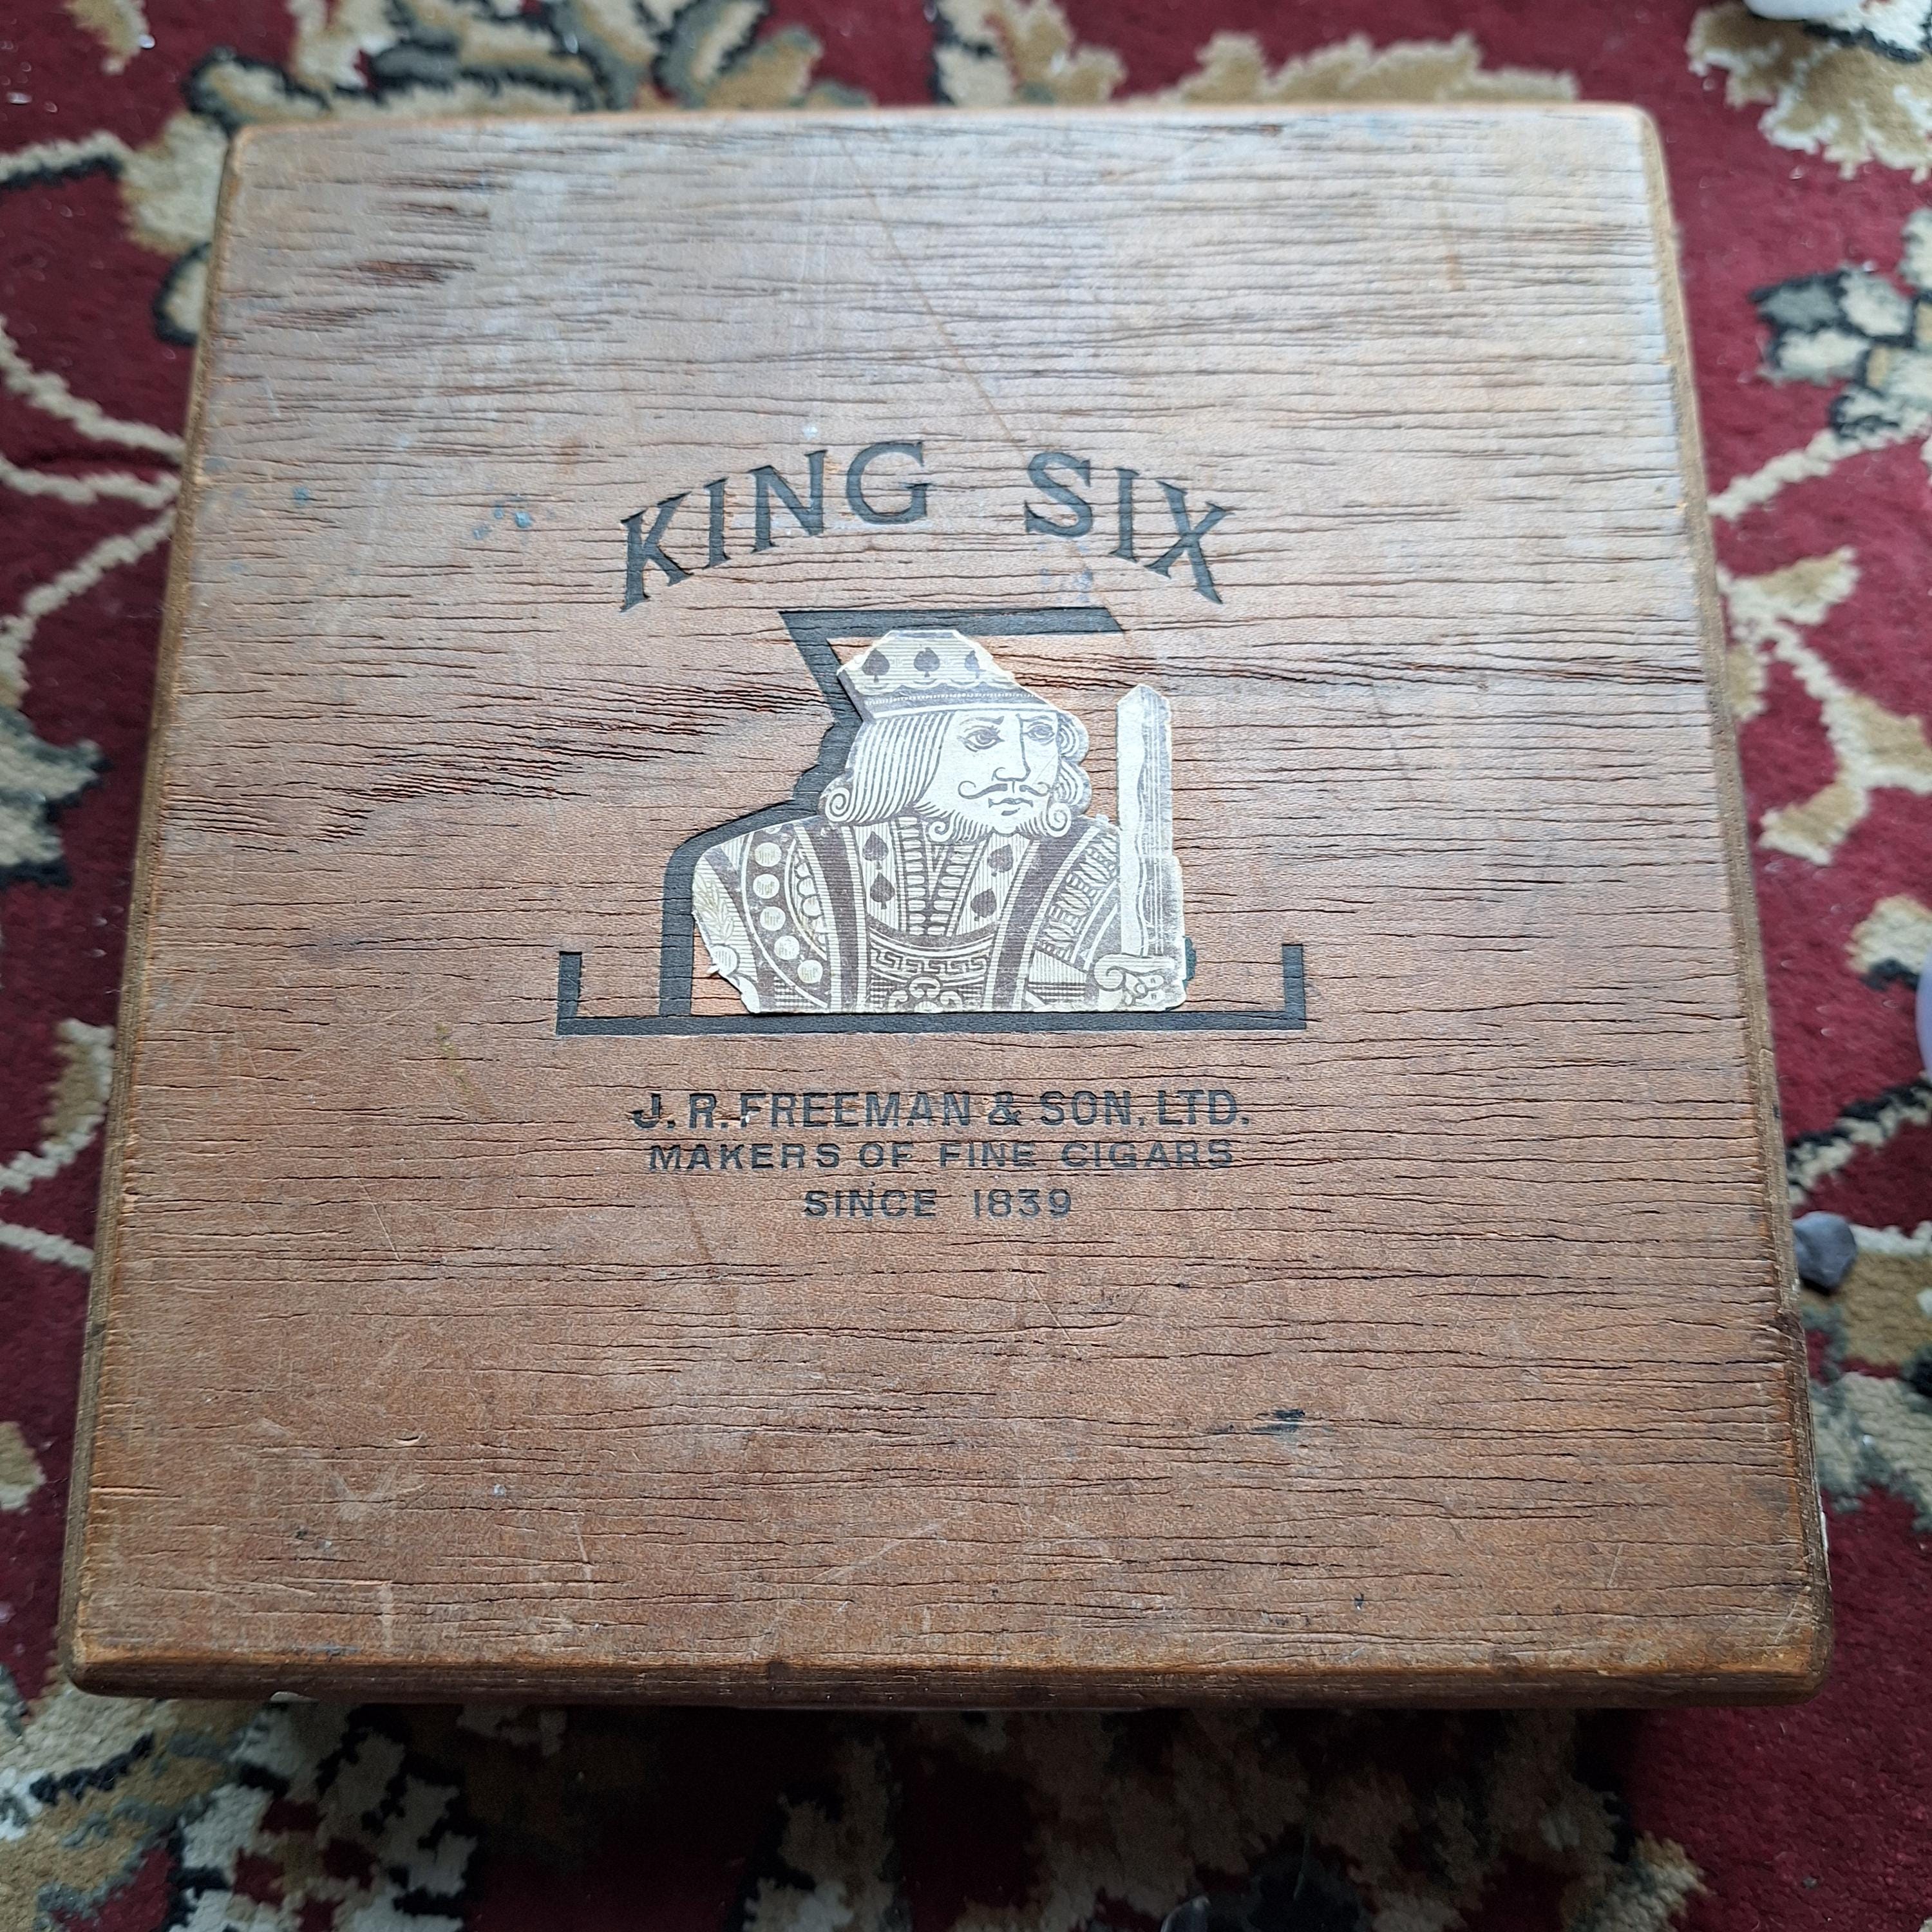 KING SIX
J. R. FREEMAN & SON, LTD.
MAKERS OF FINE CIGARS
SINCE 1839